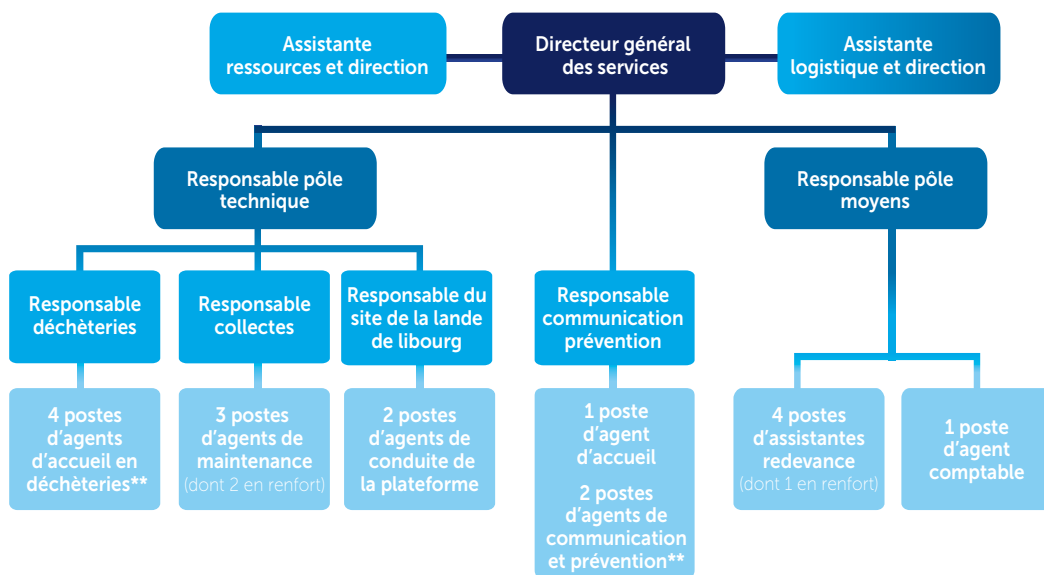 Assistante
ressources et direction
Directeur général
des services
Assistante
logistique et direction
Responsable pôle
technique
Responsable pôle
moyens
Responsable
déchèteries
Responsable
collectes
Responsable du
site de la lande
de libourg
Responsable
communication
prévention
4 postes
d’agents
d’accueil en
déchèteries**
3 postes
d’agents de
maintenance
(dont 2 en renfort)
2 postes
d’agents de
conduite de
la plateforme
1 poste
d’agent
d’accueil
2 postes
d’agents de
communication
et prévention**
4 postes
d’assistantes
redevance
(dont 1 en renfort)
1 poste
d’agent
comptable